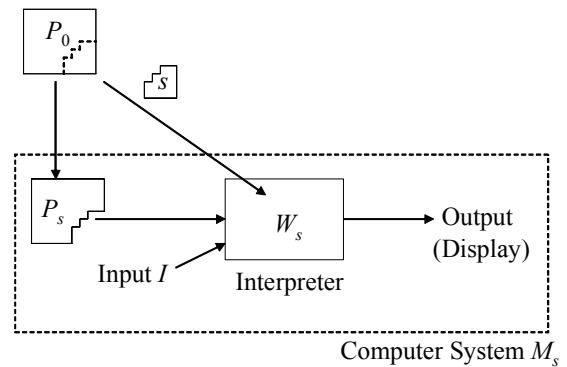 P0
s
Ps
Ws
Output
(Display)
Input I
Interpreter
Computer System Ms